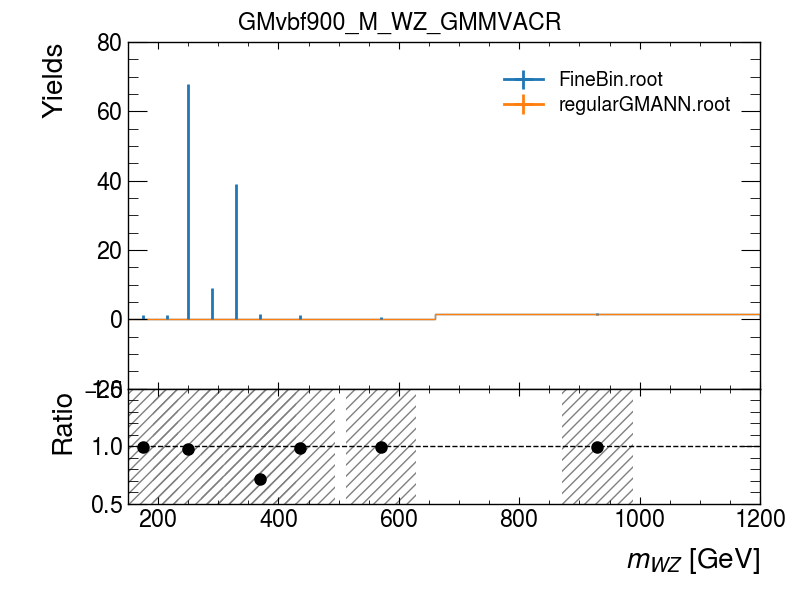 GMvbf900_M_WZ_GMMVACR
80
60
40
20
0
Yields
FineBin.root
regularGMANN.root
1.0
0.5
Ratio
200 400 600 800 1000 1200
mWZ [GeV]